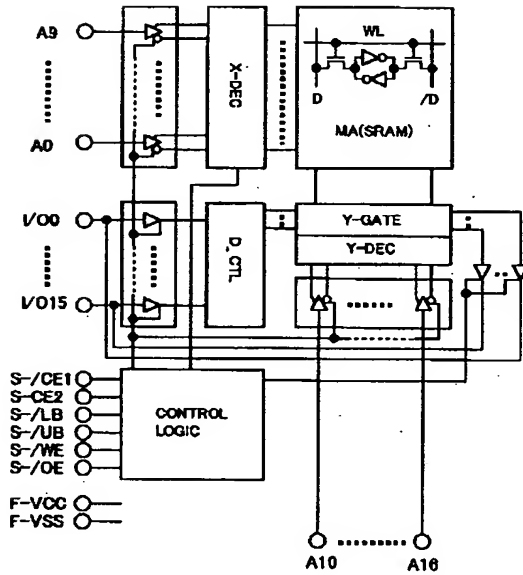 A9
A0
X-DEC
WL
D
/D
MA(SRAM)
I/O0
I/O15
D_CTL
Y-GATE
Y-DEC
S-/CE1
S-CE2
S-/LB
S-/UB
S-/WE
S-/OE
CONTROL
LOGIC
F-VCC
F-VSS
A10
A16